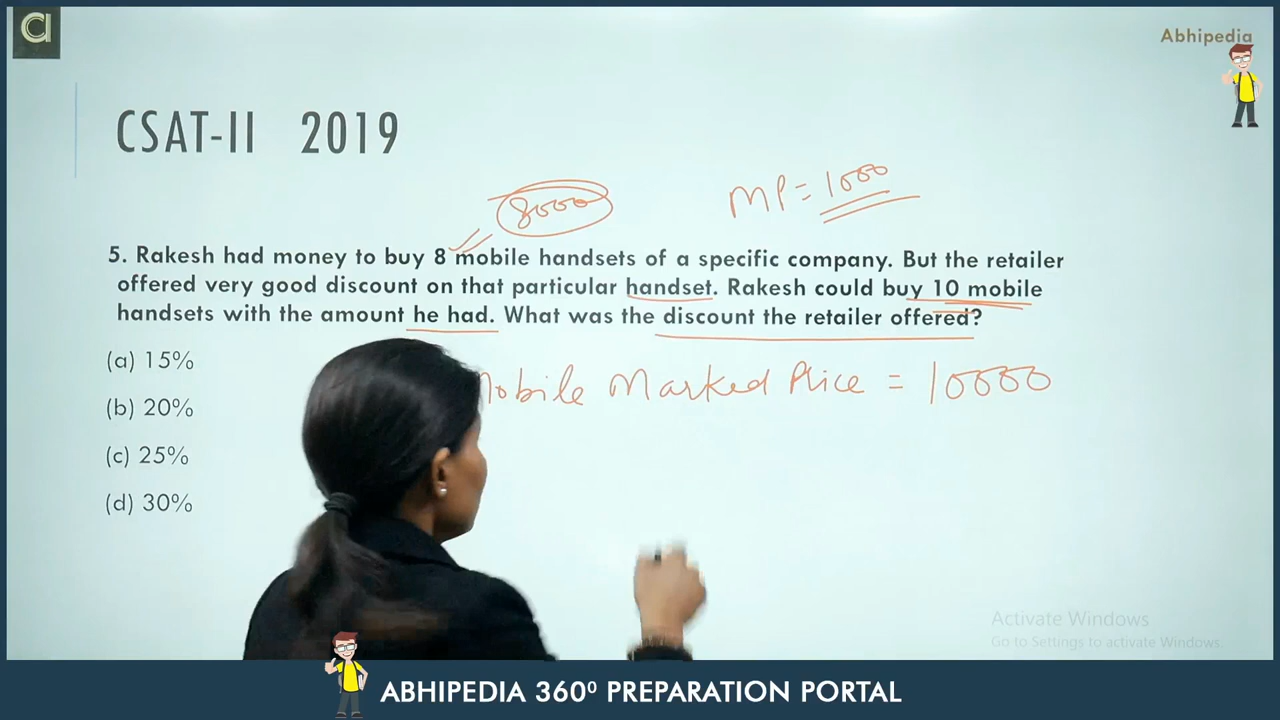 Abhipedia
CSAT-II 2019
8000
MP = 1000
5. Rakesh had money to buy 8 mobile handsets of a specific company. But the retailer
offered very good discount on that particular handset. Rakesh could buy 10 mobile
handsets with the amount he had. What was the discount the retailer offered?
(a) 15%
(b) 20%
(c) 25%
(d) 30%
Mobile Marked Price = 10000
Activate Windows
Go to Settings to activate Windows.
ABHIPEDIA 360⁰ PREPARATION PORTAL